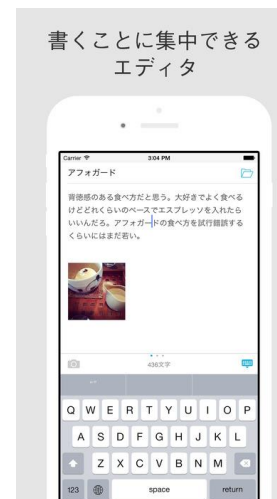 書くことに集中できる
エディタ
Carrier
3:04 PM
アフォガード
背徳感のある食べ方だと思う。大好きでよく食べる
けどどれくらいのペースでエスプレッソを入れたら
いいんだろ。アフォガードの食べ方を試行錯誤する
くらいにはまだ若い。
436文字
Q W E R T Y U I O P
A S D F G H J K L
Z X C V B N M
123 space return